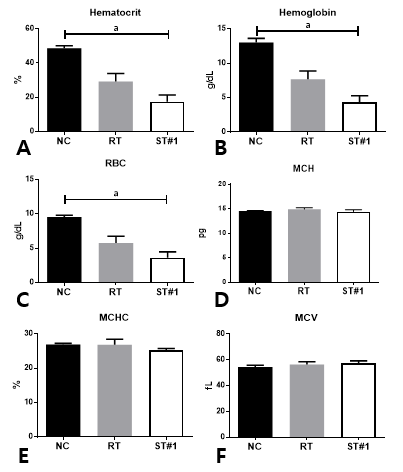 Hematocrit
a
60
40
20
0
%
NC RT ST#1
A
Hemoglobin
a
15
10
5
0
g/dL
NC RT ST#1
B
RBC
a
15
10
5
0
g/dL
NC RT ST#1
C
MCH
20
15
10
5
0
pg
NC RT ST#1
D
MCHC
30
20
10
0
%
NC RT ST#1
E
MCV
80
60
40
20
0
fL
NC RT ST#1
F